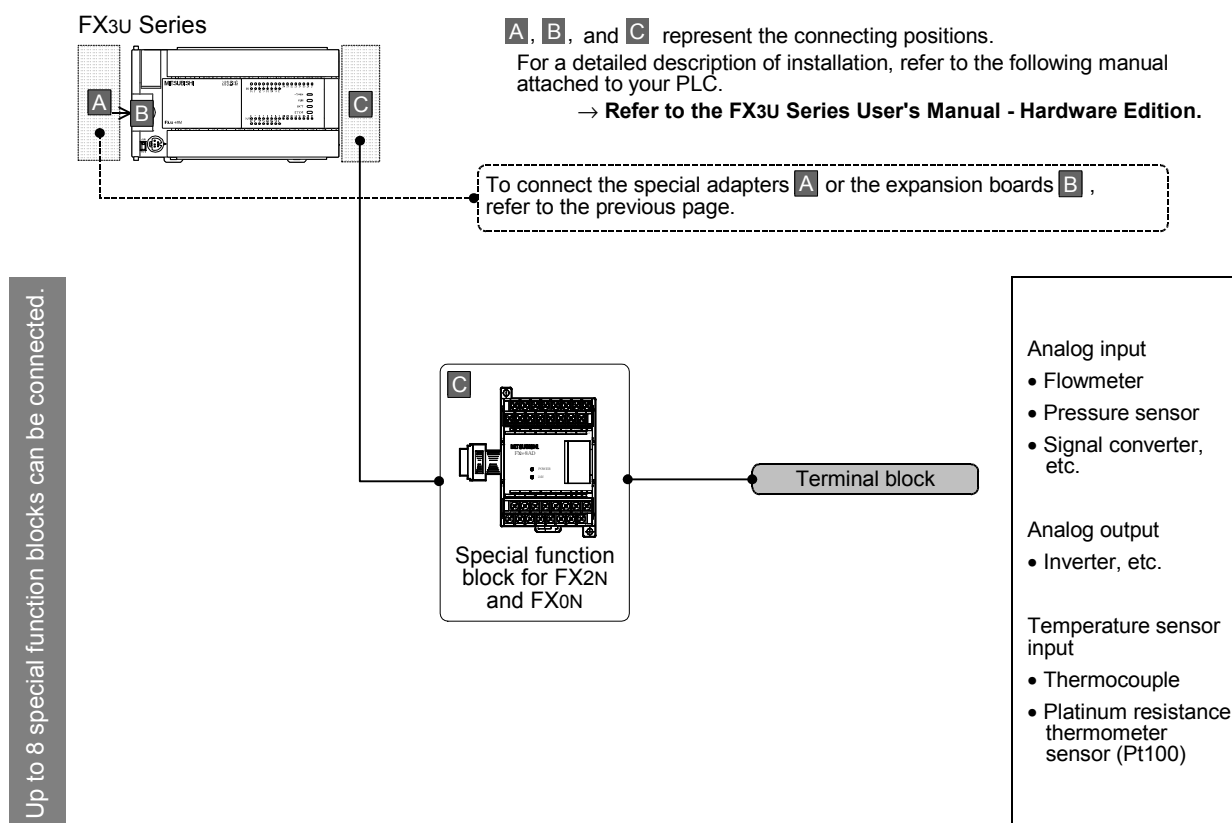 FX3U Series
A, B, and C represent the connecting positions.
For a detailed description of installation, refer to the following manual
attached to your PLC.
→ Refer to the FX3U Series User's Manual - Hardware Edition.
A
B
C
MITSUBISHI
To connect the special adapters A or the expansion boards B ,
refer to the previous page.
Up to 8 special function blocks can be connected.
C
MITSUBISHI
Special function
block for FX2N
and FX0N
Terminal block
Analog input
• Flowmeter
• Pressure sensor
• Signal converter,
etc.
Analog output
• Inverter, etc.
Temperature sensor
input
• Thermocouple
• Platinum resistance
thermometer
sensor (Pt100)